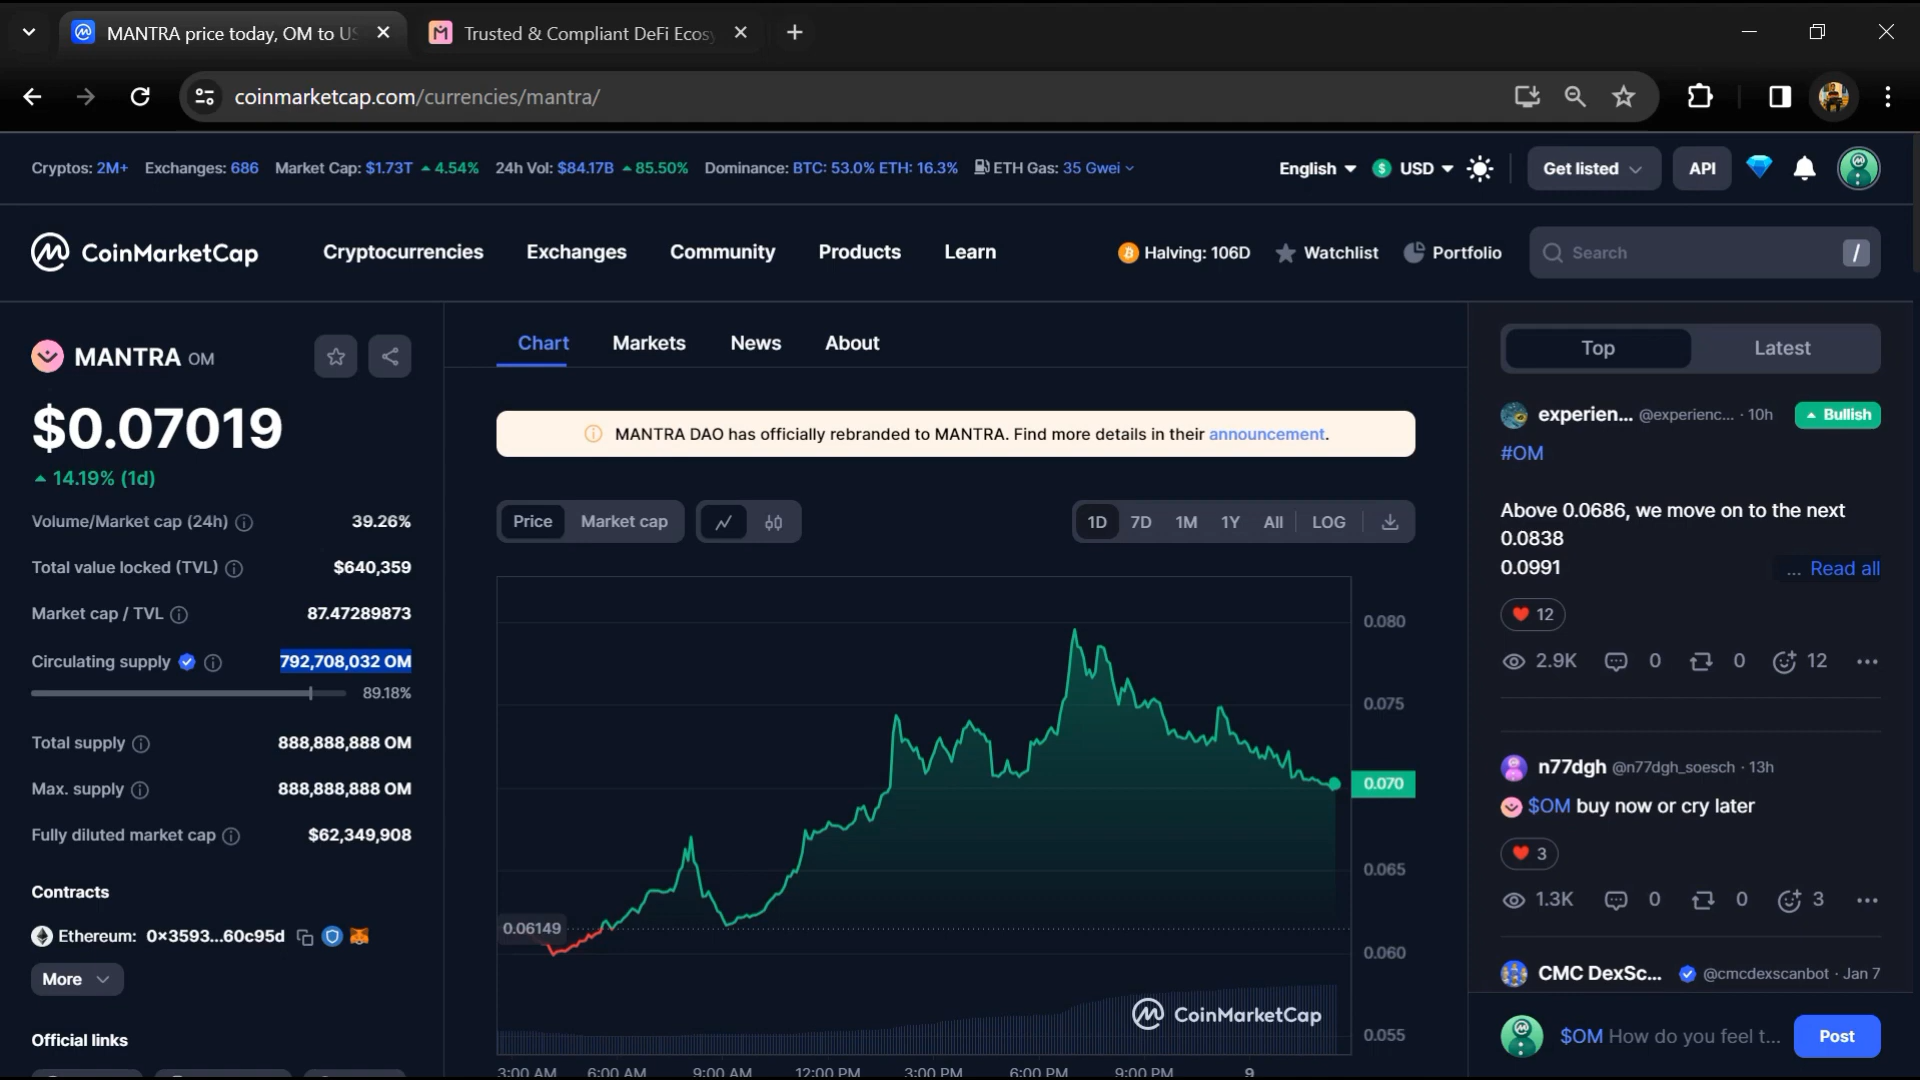 MANTRA price today, OM to US
Trusted & Compliant DeFi Ecosy
coinmarketcap.com/currencies/mantra/
Cryptos: 2M+ Exchanges: 686 Market Cap: $1.73T 4.54% 24h Vol: $84.17B 85.50% Dominance: BTC: 53.0% ETH: 16.3% ETH Gas: 35 Gwei
English USD Get listed API
CoinMarketCap
Cryptocurrencies Exchanges Community Products Learn
Halving: 106D Watchlist Portfolio Search /
MANTRA OM
$0.07019
14.19% (1d)
Volume/Market cap (24h) 39.26%
Total value locked (TVL) $640,359
Market cap / TVL 87.47289873
Circulating supply 792,708,032 OM
89.18%
Total supply 888,888,888 OM
Max. supply 888,888,888 OM
Fully diluted market cap $62,349,908
Contracts
Ethereum: 0x3593...60c95d
More
Official links
Chart Markets News About
MANTRA DAO has officially rebranded to MANTRA. Find more details in their announcement.
Price Market cap
1D 7D 1M 1Y All LOG
0.080
0.075
0.070
0.065
0.06149
0.060
0.055
CoinMarketCap
3:00 AM 6:00 AM 9:00 AM 12:00 PM 3:00 PM 6:00 PM 9:00 PM 9
Top Latest
experien... @experienc... · 10h Bullish
#OM
Above 0.0686, we move on to the next
0.0838
0.0991 ... Read all
12
2.9K 0 0 12
n77dgh @n77dgh_soesch · 13h
$OM buy now or cry later
3
1.3K 0 0 3
CMC DexSc... @cmcdexscanbot · Jan 7
$OM How do you feel t... Post